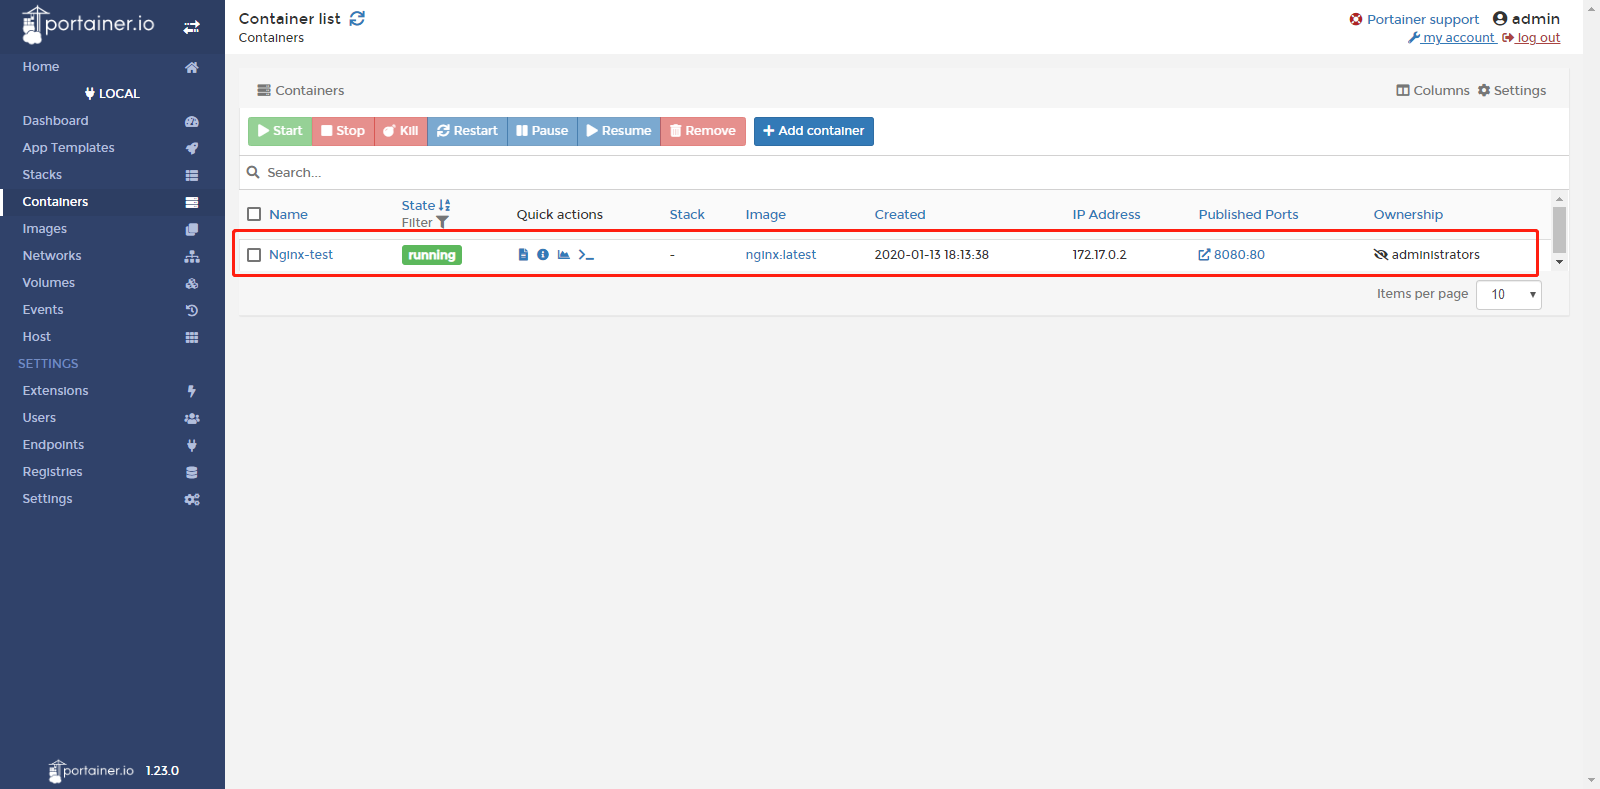 portainer.io
Home
LOCAL
Dashboard
App Templates
Stacks
Containers
Images
Networks
Volumes
Events
Host
SETTINGS
Extensions
Users
Endpoints
Registries
Settings
portainer.io 1.23.0
Container list
Containers
Portainer support admin
my account log out
Containers
Columns Settings
Start Stop Kill Restart Pause Resume Remove Add container
Search...
Name State Filter Quick actions Stack Image Created IP Address Published Ports Ownership
Nginx-test running - nginx:latest 2020-01-13 18:13:38 172.17.0.2 8080:80 administrators
Items per page 10